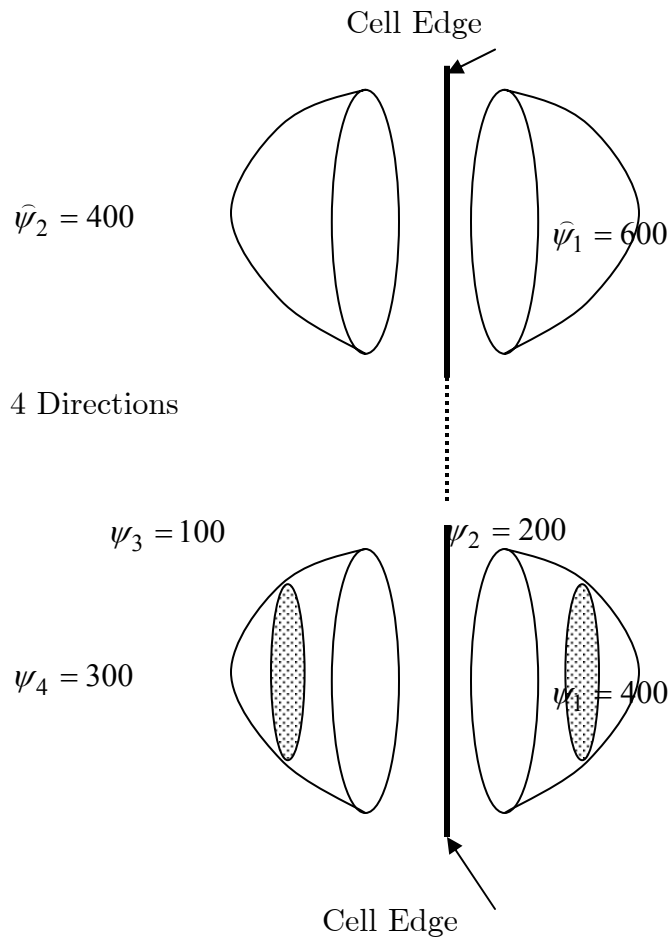 Cell Edge
ψ̂₂ = 400
ψ̂₁ = 600
4 Directions
ψ₃ = 100
ψ₂ = 200
ψ₄ = 300
ψ₁ = 400
Cell Edge